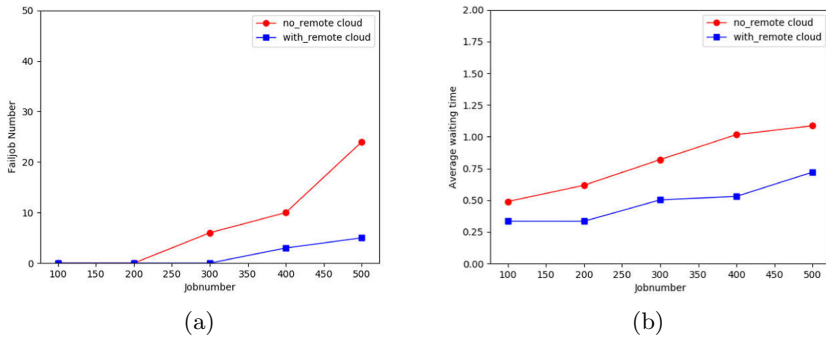 50
40
30
20
10
0
Failjob Number
no_remote cloud
with_remote cloud
100 150 200 250 300 350 400 450 500
Jobnumber
(a)
2.00
1.75
1.50
1.25
1.00
0.75
0.50
0.25
0.00
Average waiting time
no_remote cloud
with_remote cloud
100 150 200 250 300 350 400 450 500
Jobnumber
(b)